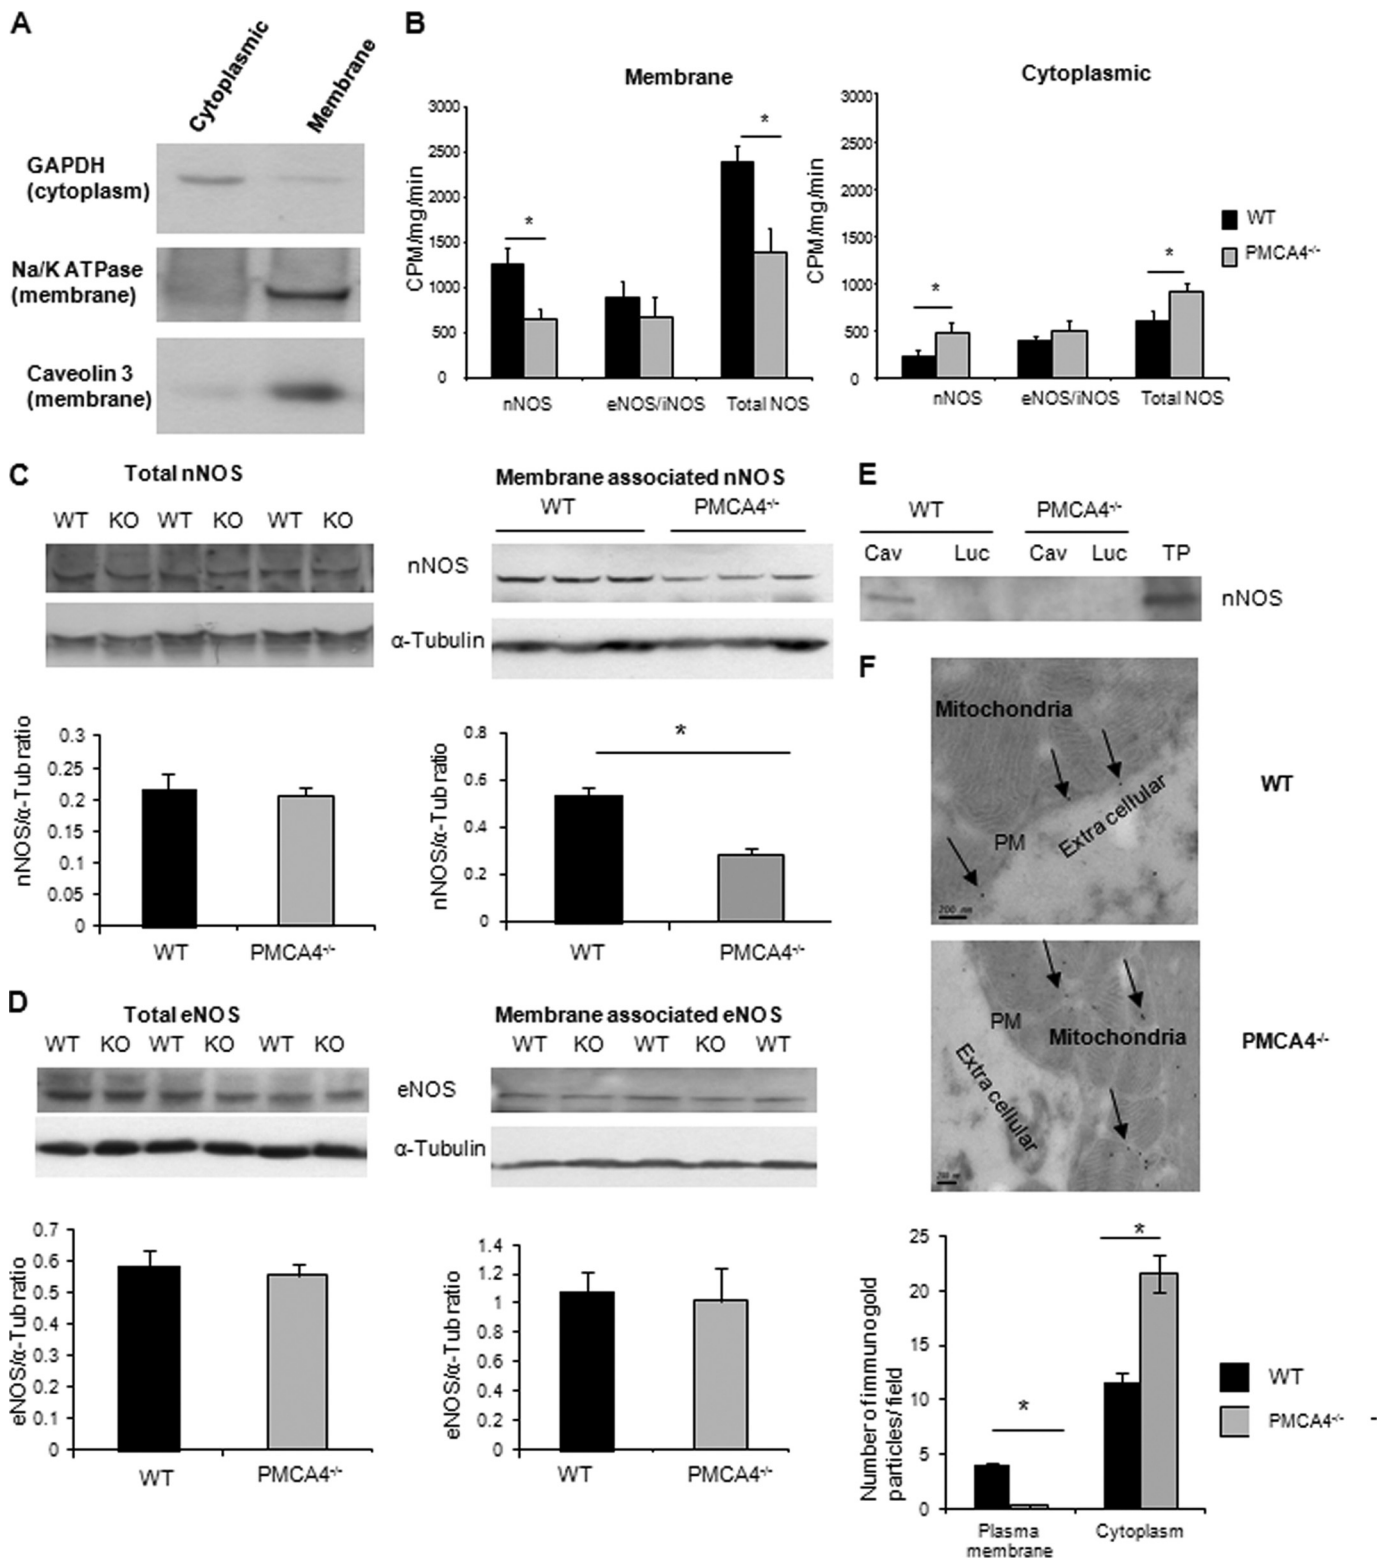 A
Cytoplasmic
Membrane
GAPDH
(cytoplasm)
Na/K ATPase
(membrane)
Caveolin 3
(membrane)
B
Membrane
CPM/mg/min
3000
2500
2000
1500
1000
500
0
*
*
nNOS eNOS/iNOS Total NOS
Cytoplasmic
CPM/mg/min
3000
2500
2000
1500
1000
500
0
*
*
nNOS eNOS/iNOS Total NOS
WT
PMCA4-/-
C
Total nNOS
WT KO WT KO WT KO
Membrane associated nNOS
WT PMCA4-/-
nNOS
α-Tubulin
nNOS/α-Tub ratio
0.3
0.25
0.2
0.15
0.1
0.05
0
WT PMCA4-/-
nNOS/α-Tub ratio
0.8
0.6
0.4
0.2
0
*
WT PMCA4-/-
D
Total eNOS
WT KO WT KO WT KO
Membrane associated eNOS
WT KO WT KO WT
eNOS
α-Tubulin
eNOS/α-Tub ratio
0.7
0.6
0.5
0.4
0.3
0.2
0.1
0
WT PMCA4-/-
eNOS/α-Tub ratio
1.4
1.2
1
0.8
0.6
0.4
0.2
0
WT PMCA4-/-
E
WT PMCA4-/-
Cav Luc Cav Luc TP
nNOS
F
Mitochondria
PM
Extra cellular
200 nm
WT
PM
Mitochondria
Extra cellular
200 nm
PMCA4-/-
Number of immunogold
particles/ field
25
20
15
10
5
0
*
*
Plasma
membrane
Cytoplasm
WT
PMCA4-/- -